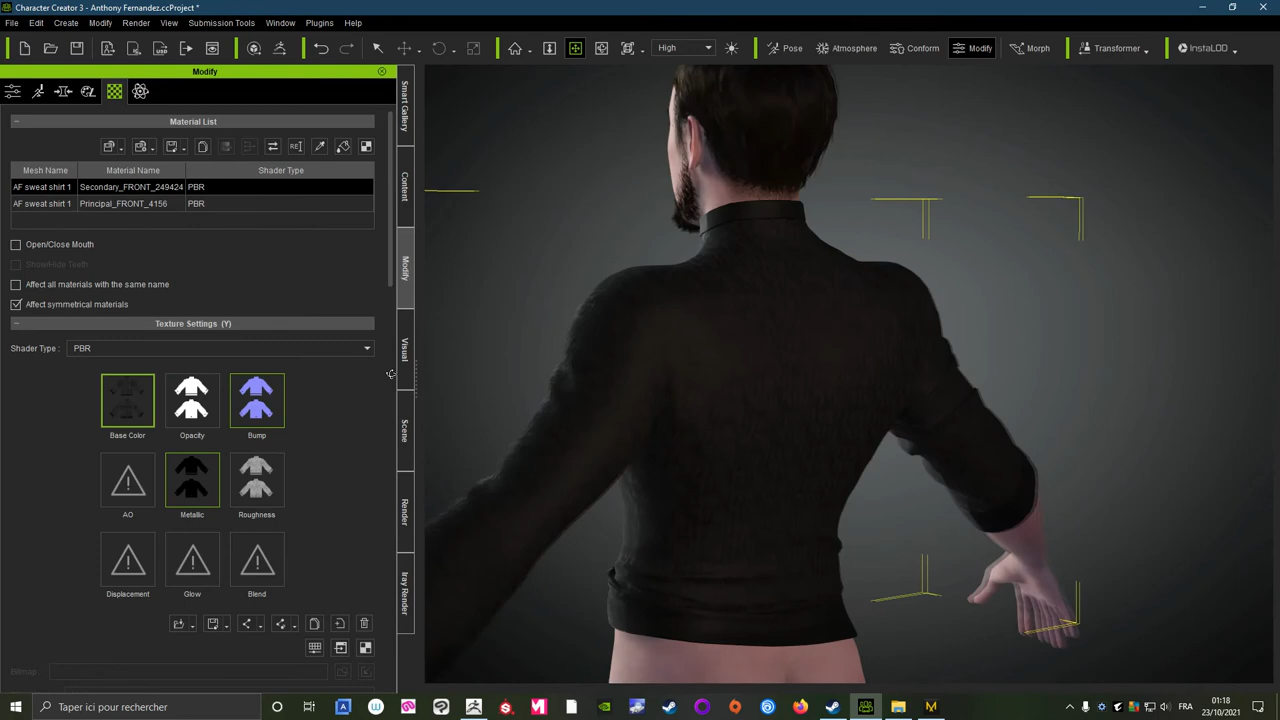 Character Creator 3 - Anthony Fernandez.ccProject *
File Edit Create Modify Render View Submission Tools Window Plugins Help
High Pose Atmosphere Conform Modify Morph Transformer InstaLOD
Modify
Material List
Mesh Name Material Name Shader Type
AF sweat shirt 1 Secondary_FRONT_249424 PBR
AF sweat shirt 1 Principal_FRONT_4156 PBR
Open/Close Mouth
Show/Hide Teeth
Affect all materials with the same name
Affect symmetrical materials
Texture Settings (Y)
Shader Type : PBR
Base Color Opacity Bump
AO Metallic Roughness
Displacement Glow Blend
Bitmap :
Smart Gallery
Content
Modify
Visual
Scene
Render
Iray Render
Taper ici pour rechercher
FRA
01:18
23/10/2021